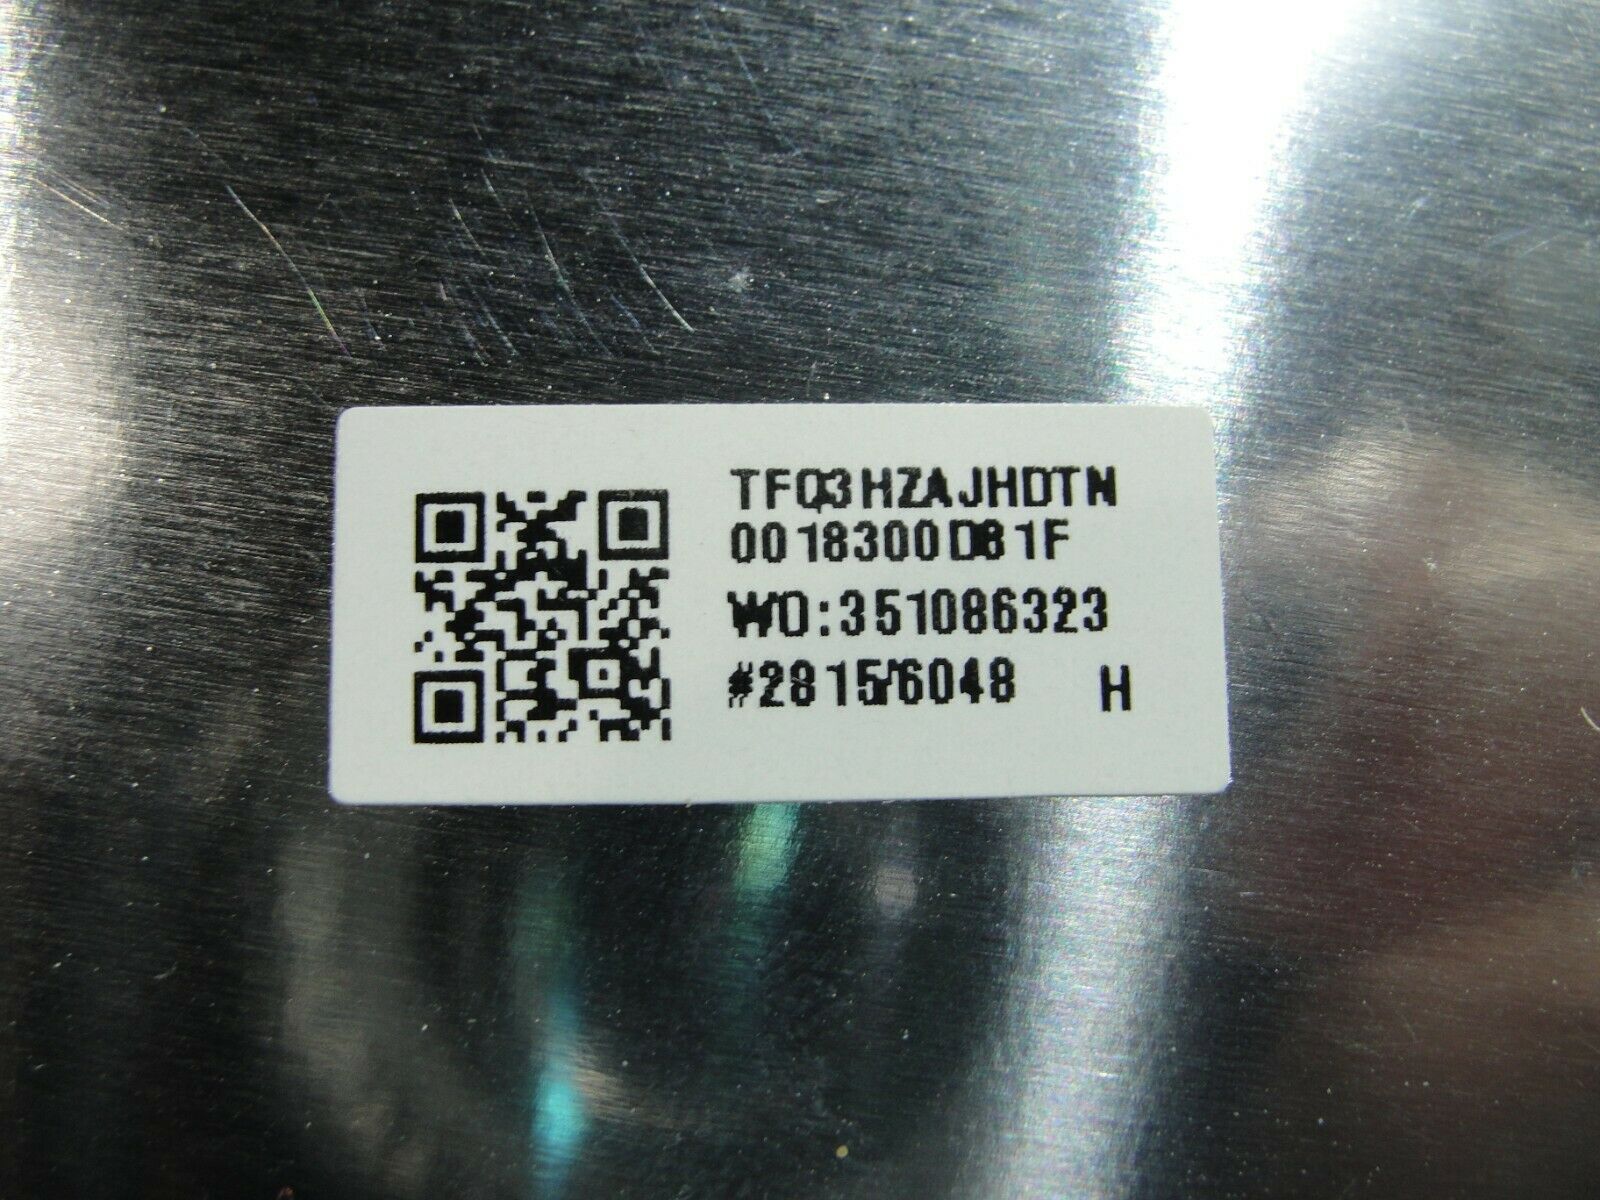 TFQ3HZAJHDTN
0018300D81F
WO:351086323
#2815/6048 H